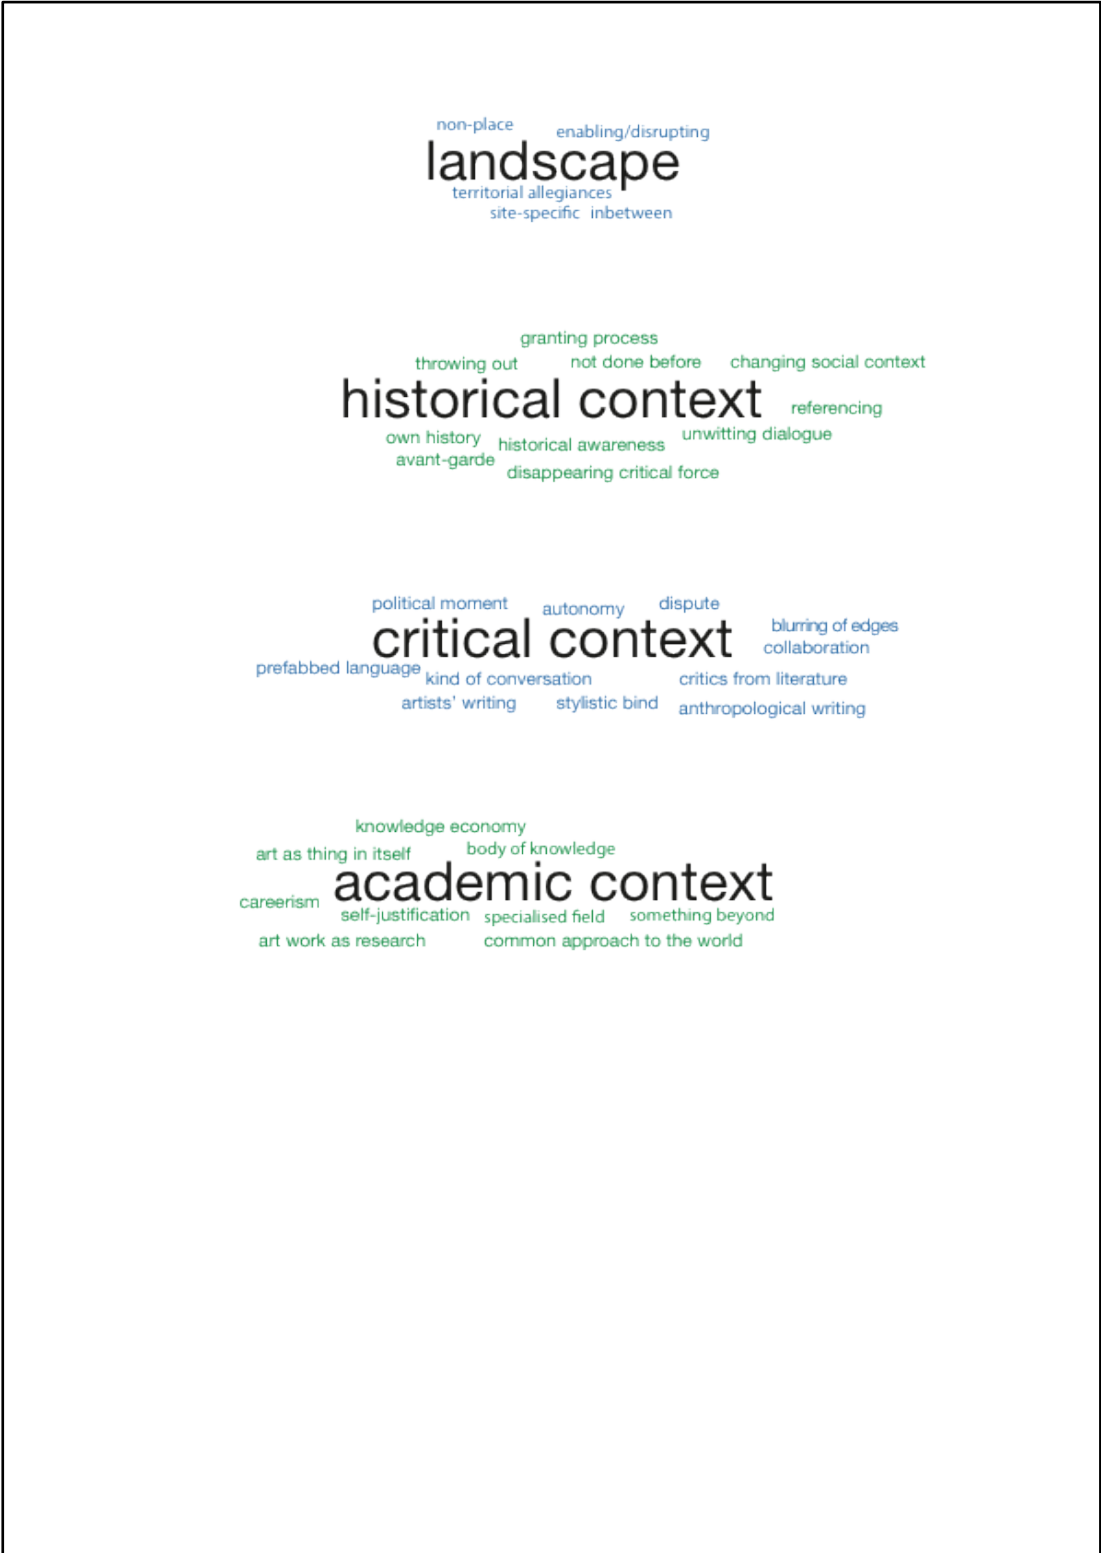 non-place
enabling/disrupting
landscape
territorial allegiances
site-specific inbetween
granting process
throwing out
not done before
changing social context
historical context
referencing
own history
historical awareness
unwitting dialogue
avant-garde
disappearing critical force
political moment
autonomy
dispute
critical context
blurring of edges
collaboration
prefabbed language
kind of conversation
critics from literature
artists’ writing
stylistic bind
anthropological writing
knowledge economy
art as thing in itself
body of knowledge
academic context
careerism
self-justification
specialised field
something beyond
art work as research
common approach to the world